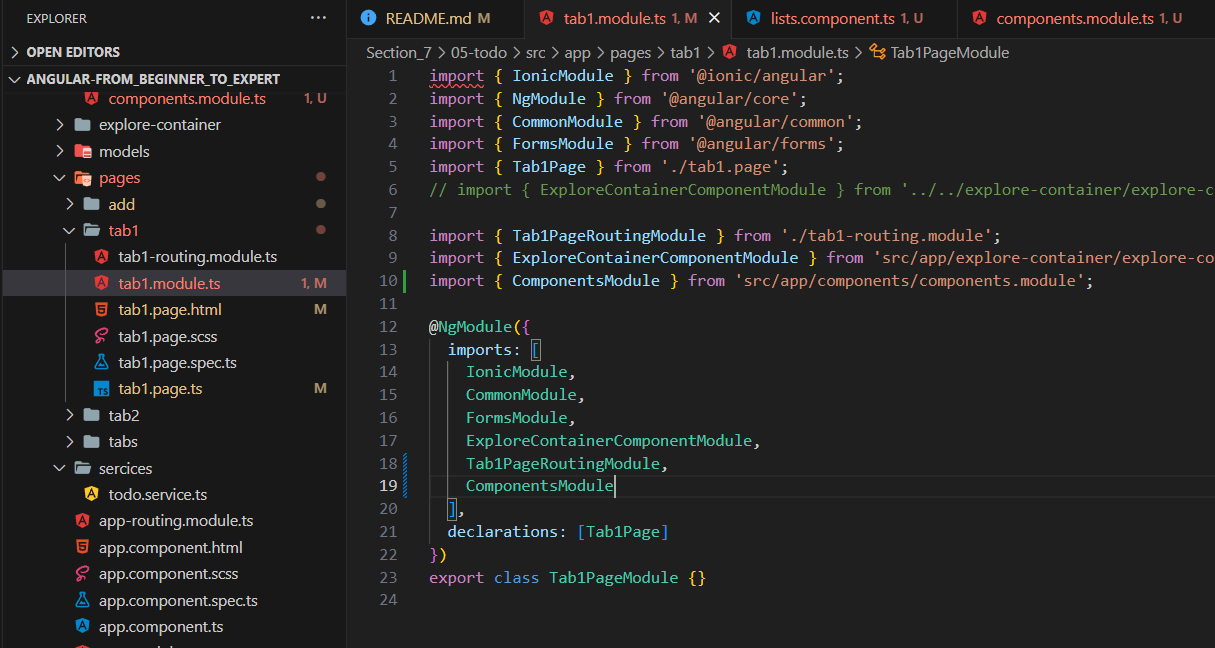 EXPLORER
OPEN EDITORS
ANGULAR-FROM_BEGINNER_TO_EXPERT
components.module.ts 1, U
explore-container
models
pages
add
tab1
tab1-routing.module.ts
tab1.module.ts 1, M
tab1.page.html M
tab1.page.scss
tab1.page.spec.ts
tab1.page.ts M
tab2
tabs
sercices
todo.service.ts
app-routing.module.ts
app.component.html
app.component.scss
app.component.spec.ts
app.component.ts
README.md M
tab1.module.ts 1, M
lists.component.ts 1, U
components.module.ts 1, U
Section_7 > 05-todo > src > app > pages > tab1 > tab1.module.ts > Tab1PageModule
1 import { IonicModule } from '@ionic/angular';
2 import { NgModule } from '@angular/core';
3 import { CommonModule } from '@angular/common';
4 import { FormsModule } from '@angular/forms';
5 import { Tab1Page } from './tab1.page';
6 // import { ExploreContainerComponentModule } from '../../explore-container/explore-c
7
8 import { Tab1PageRoutingModule } from './tab1-routing.module';
9 import { ExploreContainerComponentModule } from 'src/app/explore-container/explore-co
10 import { ComponentsModule } from 'src/app/components/components.module';
11
12 @NgModule({
13 imports: [
14 IonicModule,
15 CommonModule,
16 FormsModule,
17 ExploreContainerComponentModule,
18 Tab1PageRoutingModule,
19 ComponentsModule
20 ],
21 declarations: [Tab1Page]
22 })
23 export class Tab1PageModule {}
24